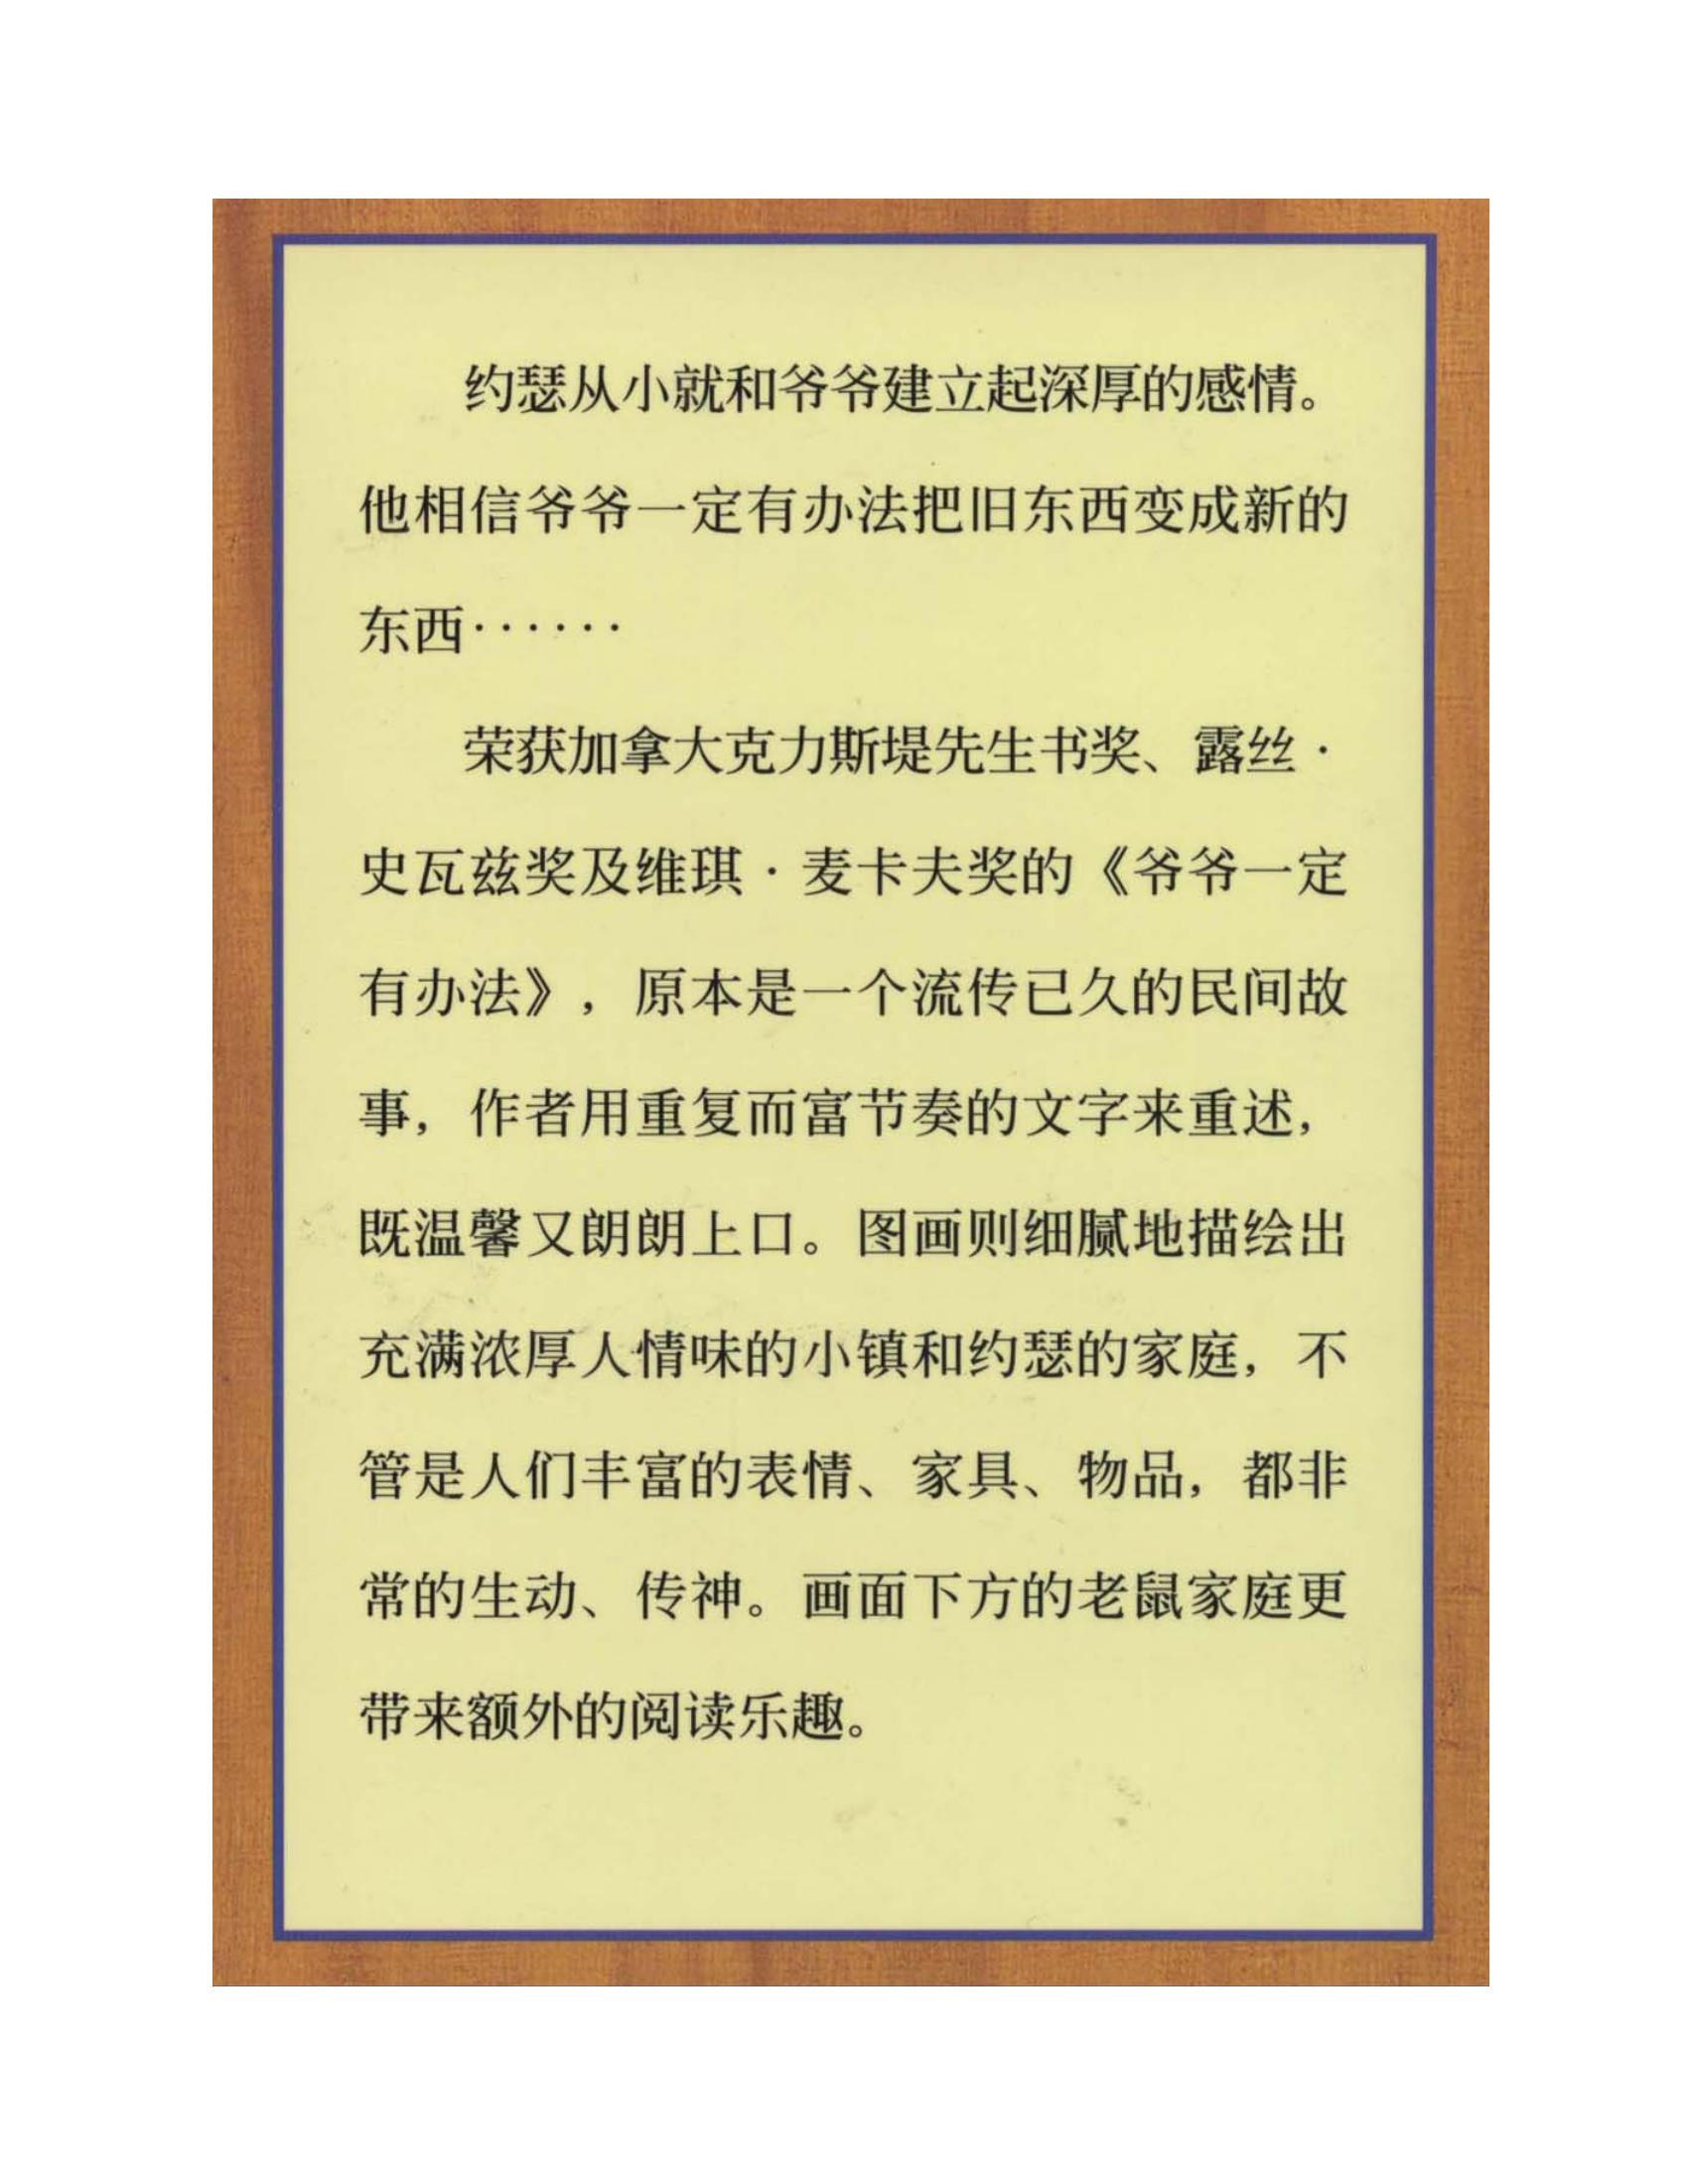 约瑟从小就和爷爷建立起深厚的感情。
他相信爷爷一定有办法把旧东西变成新的
东西······
荣获加拿大克力斯堤先生书奖、露丝·
史瓦兹奖及维琪·麦卡夫奖的《爷爷一定
有办法》，原本是一个流传已久的民间故
事，作者用重复而富节奏的文字来重述，
既温馨又朗朗上口。图画则细腻地描绘出
充满浓厚人情味的小镇和约瑟的家庭，不
管是人们丰富的表情、家具、物品，都非
常的生动、传神。画面下方的老鼠家庭更
带来额外的阅读乐趣。